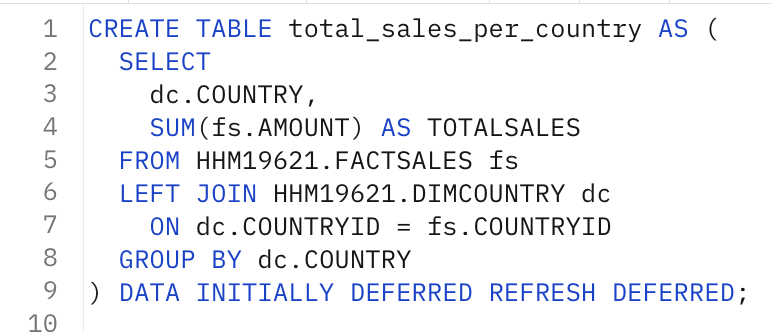 1 CREATE TABLE total_sales_per_country AS (
2 SELECT
3 dc.COUNTRY,
4 SUM(fs.AMOUNT) AS TOTALSALES
5 FROM HHM19621.FACTSALES fs
6 LEFT JOIN HHM19621.DIMCOUNTRY dc
7 ON dc.COUNTRYID = fs.COUNTRYID
8 GROUP BY dc.COUNTRY
9 ) DATA INITIALLY DEFERRED REFRESH DEFERRED;
10